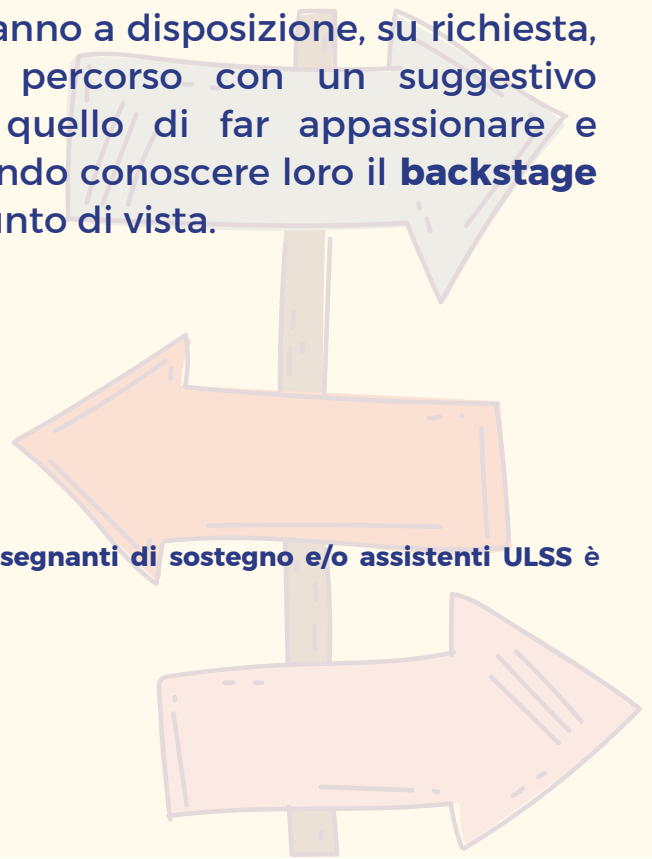 anno a disposizione, su richiesta,
percorso con un suggestivo
quello di far appassionare e
ndo conoscere loro il backstage
unto di vista.
segnanti di sostegno e/o assistenti ULSS è